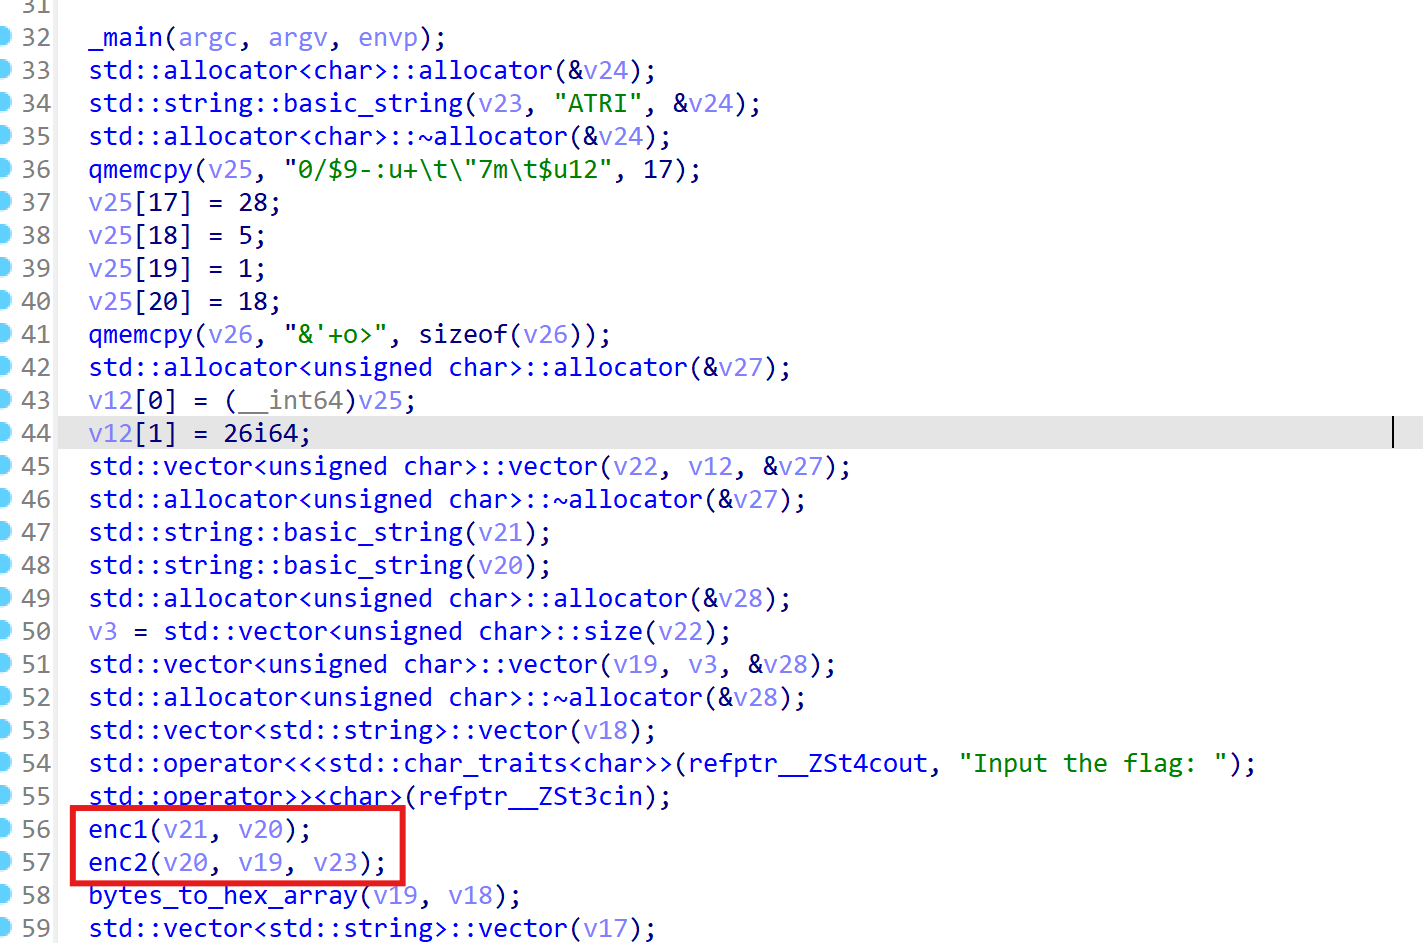 31
32 _main(argc, argv, envp);
33 std::allocator<char>::allocator(&v24);
34 std::string::basic_string(v23, "ATRI", &v24);
35 std::allocator<char>::~allocator(&v24);
36 qmemcpy(v25, "0/$9-:u+\t\"7m\t$u12", 17);
37 v25[17] = 28;
38 v25[18] = 5;
39 v25[19] = 1;
40 v25[20] = 18;
41 qmemcpy(v26, "&'+o>", sizeof(v26));
42 std::allocator<unsigned char>::allocator(&v27);
43 v12[0] = (__int64)v25;
44 v12[1] = 26i64;
45 std::vector<unsigned char>::vector(v22, v12, &v27);
46 std::allocator<unsigned char>::~allocator(&v27);
47 std::string::basic_string(v21);
48 std::string::basic_string(v20);
49 std::allocator<unsigned char>::allocator(&v28);
50 v3 = std::vector<unsigned char>::size(v22);
51 std::vector<unsigned char>::vector(v19, v3, &v28);
52 std::allocator<unsigned char>::~allocator(&v28);
53 std::vector<std::string>::vector(v18);
54 std::operator<<<std::char_traits<char>>(refptr__ZSt4cout, "Input the flag: ");
55 std::operator>><char>(refptr__ZSt3cin);
56 enc1(v21, v20);
57 enc2(v20, v19, v23);
58 bytes_to_hex_array(v19, v18);
59 std::vector<std::string>::vector(v17);